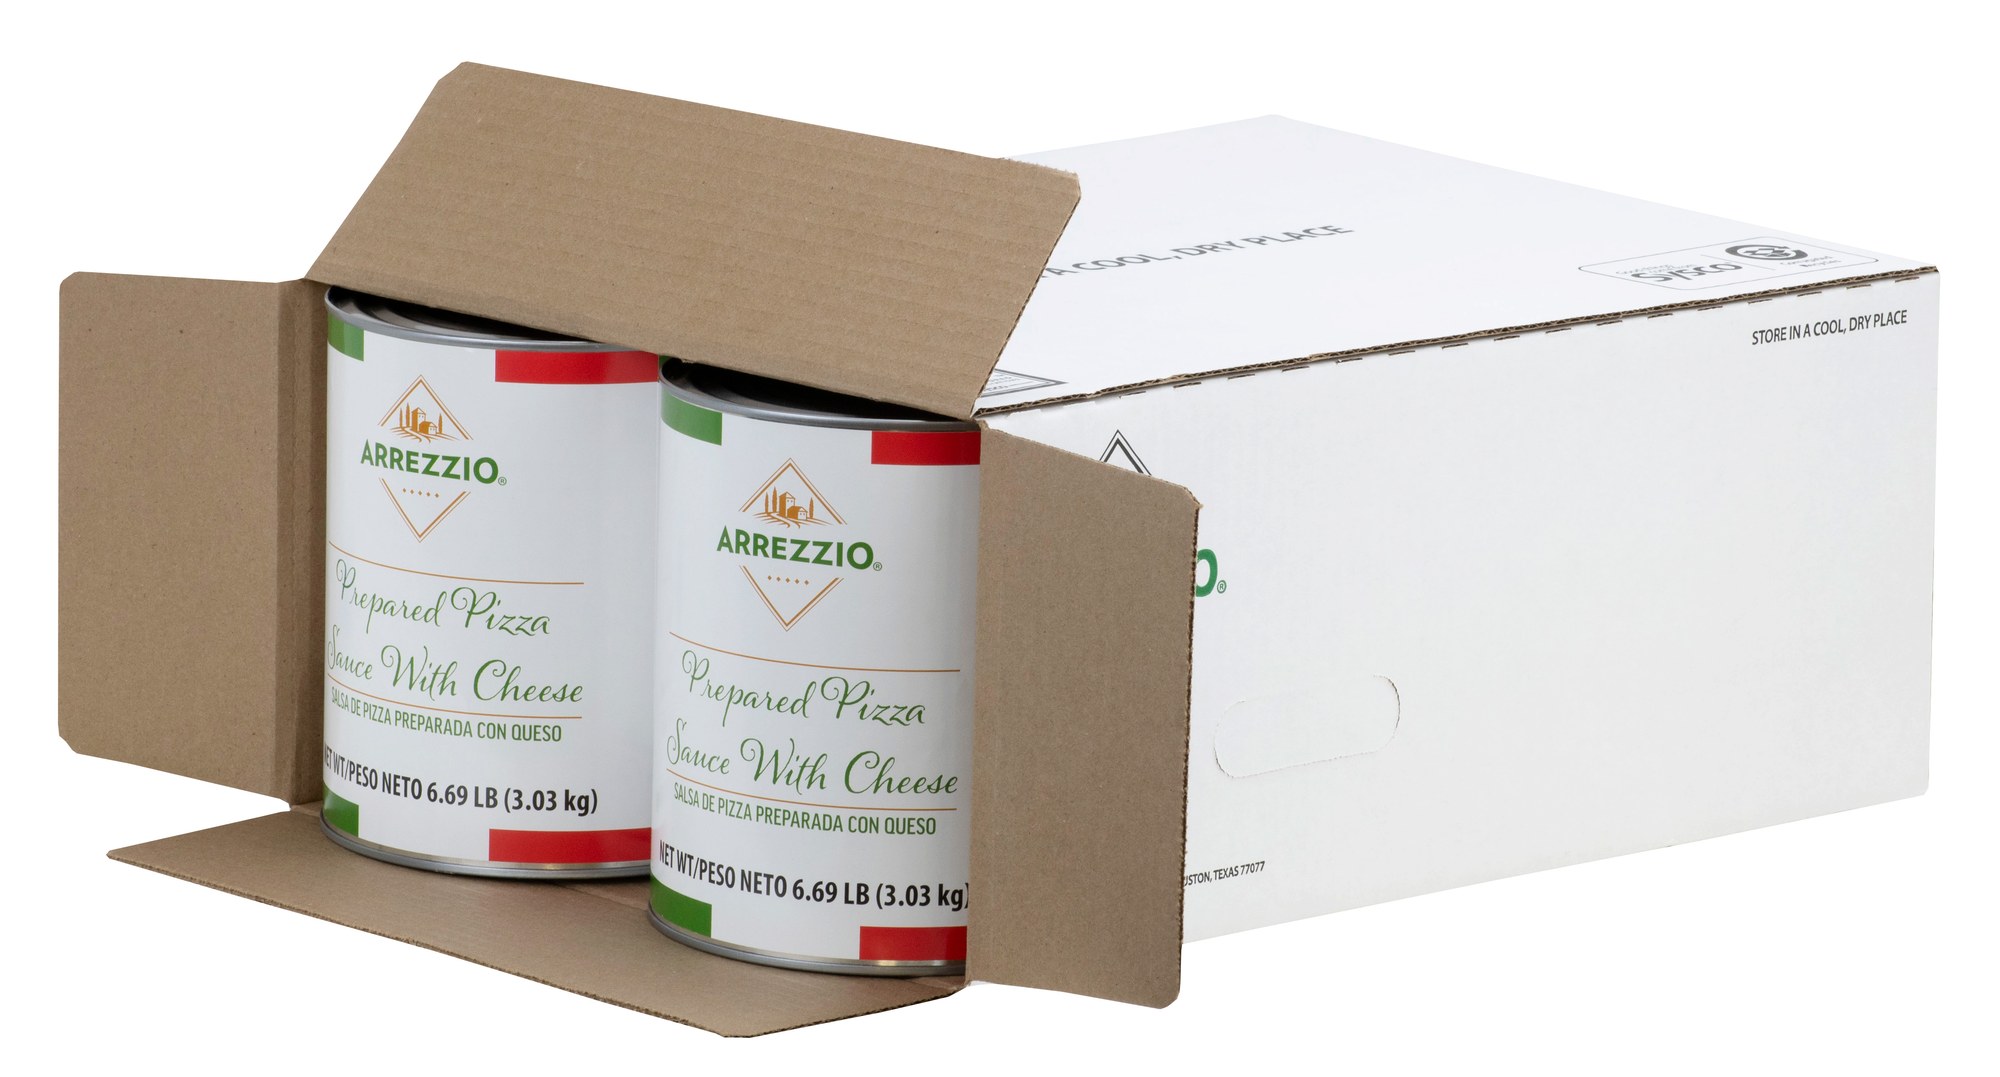 ARREZZIO®
Prepared Pizza
Sauce With Cheese
SALSA DE PIZZA PREPARADA CON QUESO
NET WT/PESO NETO 6.69 LB (3.03 kg)
ARREZZIO®
Prepared Pizza
Sauce With Cheese
SALSA DE PIZZA PREPARADA CON QUESO
NET WT/PESO NETO 6.69 LB (3.03 kg)
A COOL, DRY PLACE
Sysco
Corrugated
Recycles
STORE IN A COOL, DRY PLACE
O®
USTON, TEXAS 77077